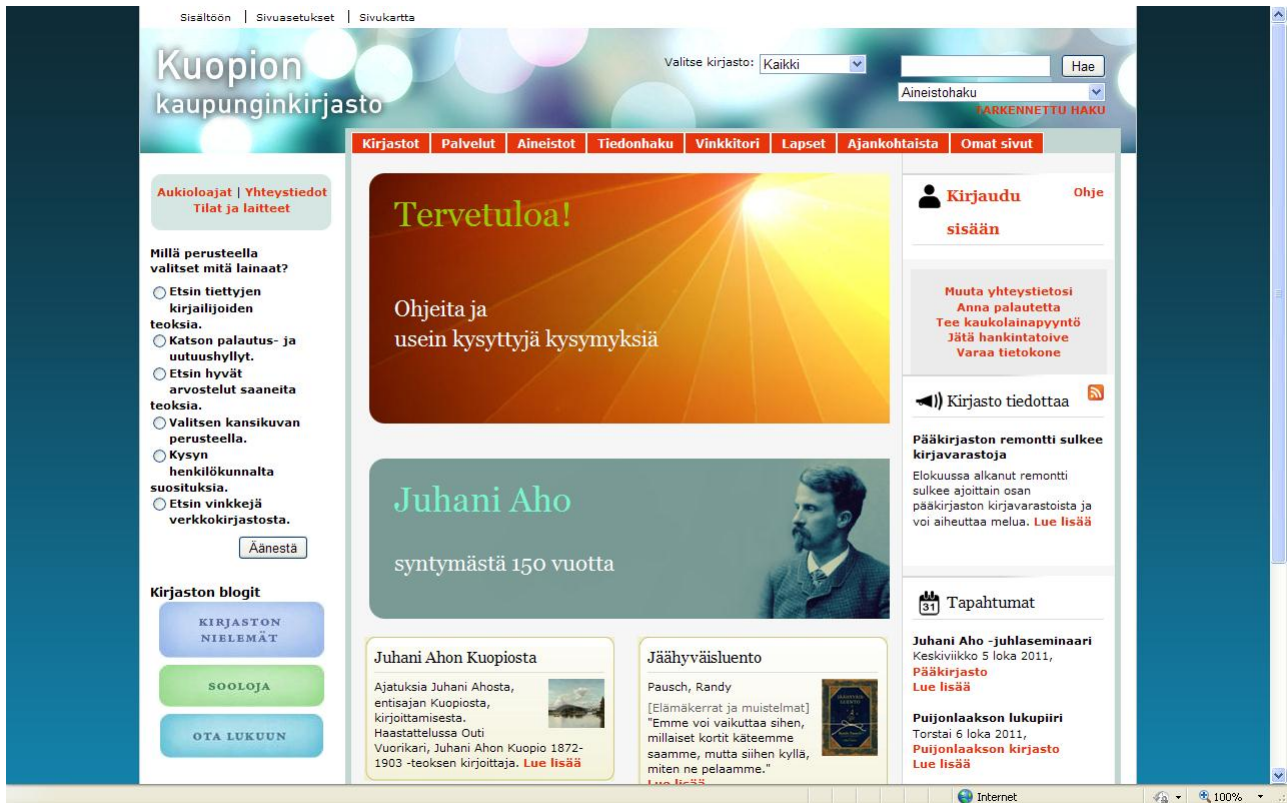 Sisältöön | Sivuasetukset | Sivukartta
Kuopion
kaupunginkirjasto
Valitse kirjasto: Kaikki
Hae
Aineistohaku
TARKENNETTU HAKU
Kirjastot Palvelut Aineistot Tiedonhaku Vinkkitori Lapset Ajankohtaista Omat sivut
Aukioloajat | Yhteystiedot
Tilat ja laitteet
Millä perusteella
valitset mitä lainaat?
Etsin tiettyjen
kirjailijoiden
teoksia.
Katson palautus- ja
uutuushyllyt.
Etsin hyvät
arvostelut saaneita
teoksia.
Valitsen kansikuvan
perusteella.
Kysyn
henkilökunnalta
suosituksia.
Etsin vinkkejä
verkkokirjastosta.
Äänestä
Kirjaston blogit
KIRJASTON
NIELEMÄT
SOOLOJA
OTA LUKUUN
Tervetuloa!
Ohjeita ja
usein kysyttyjä kysymyksiä
Juhani Aho
syntymästä 150 vuotta
Juhani Ahon Kuopiosta
Ajatuksia Juhani Ahosta,
entisajan Kuopiosta,
kirjoittamisesta.
Haastattelussa Outi
Vuorikari, Juhani Ahon Kuopio 1872-
1903 -teoksen kirjoittaja. Lue lisää
Jäähyväisluento
Pausch, Randy
[Elämäkerrat ja muistelmat]
"Emme voi vaikuttaa sihen,
millaiset kortit käteemme
saamme, mutta siihen kyllä,
miten ne pelaamme."
Lue lisää
Kirjaudu
sisään
Ohje
Muuta yhteystietosi
Anna palautetta
Tee kaukolainapyyntö
Jätä hankintatoive
Varaa tietokone
Kirjasto tiedottaa
Pääkirjaston remontti sulkee
kirjavarastoja
Elokuussa alkanut remontti
sulkee ajoittain osan
pääkirjaston kirjavarastoista ja
voi aiheuttaa melua. Lue lisää
31
Tapahtumat
Juhani Aho -juhlaseminaari
Keskiviikko 5 loka 2011,
Pääkirjasto
Lue lisää
Puijonlaakson lukupiiri
Torstai 6 loka 2011,
Puijonlaakson kirjasto
Lue lisää
Internet
100%